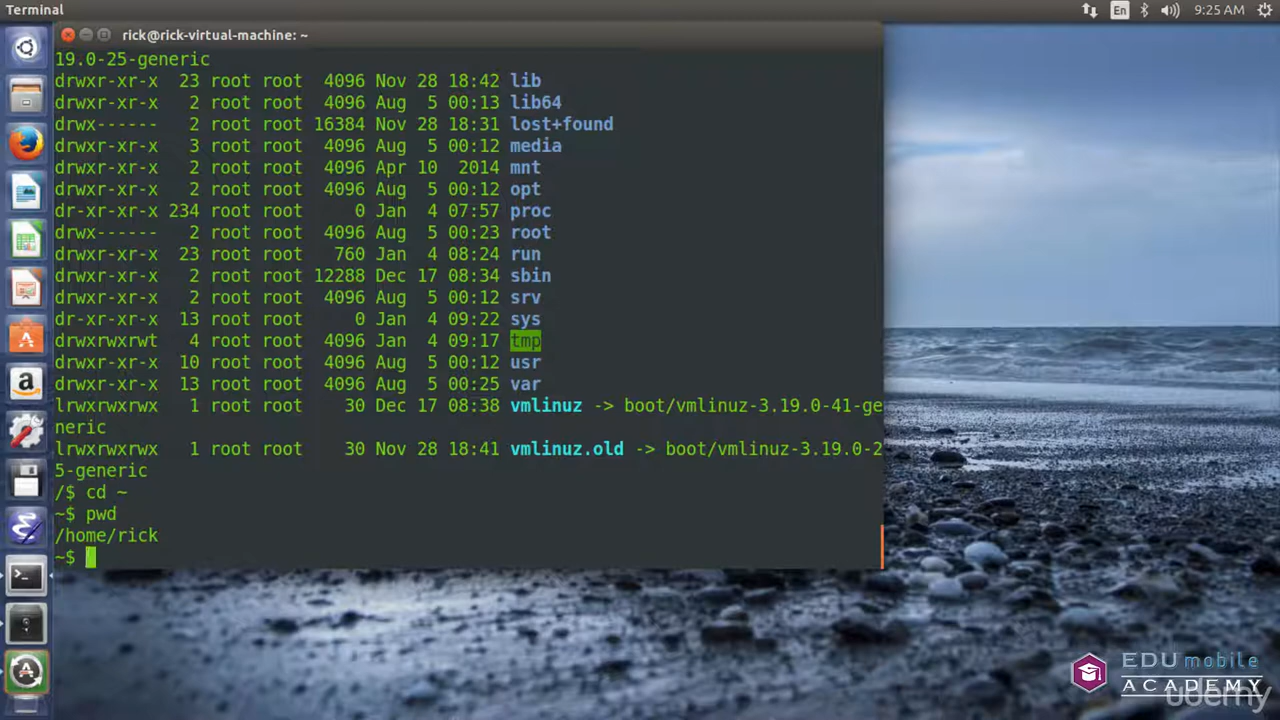 Terminal
En
9:25 AM
rick@rick-virtual-machine: ~
19.0-25-generic
drwxr-xr-x  23 root root  4096 Nov 28 18:42 lib
drwxr-xr-x   2 root root  4096 Aug  5 00:13 lib64
drwx------   2 root root 16384 Nov 28 18:31 lost+found
drwxr-xr-x   3 root root  4096 Aug  5 00:12 media
drwxr-xr-x   2 root root  4096 Apr 10  2014 mnt
drwxr-xr-x   2 root root  4096 Aug  5 00:12 opt
dr-xr-xr-x 234 root root     0 Jan  4 07:57 proc
drwx------   2 root root  4096 Aug  5 00:23 root
drwxr-xr-x  23 root root   760 Jan  4 08:24 run
drwxr-xr-x   2 root root 12288 Dec 17 08:34 sbin
drwxr-xr-x   2 root root  4096 Aug  5 00:12 srv
dr-xr-xr-x  13 root root     0 Jan  4 09:22 sys
drwxrwxrwt   4 root root  4096 Jan  4 09:17 tmp
drwxr-xr-x  10 root root  4096 Aug  5 00:12 usr
drwxr-xr-x  13 root root  4096 Aug  5 00:25 var
lrwxrwxrwx   1 root root    30 Dec 17 08:38 vmlinuz -> boot/vmlinuz-3.19.0-41-ge
neric
lrwxrwxrwx   1 root root    30 Nov 28 18:41 vmlinuz.old -> boot/vmlinuz-3.19.0-2
5-generic
/$ cd ~
~$ pwd
/home/rick
~$
EDUmobile
ACADEMY
udemy